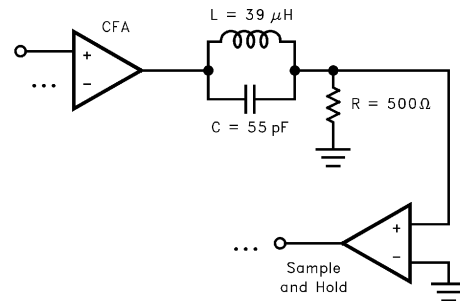 L = 39 μH
CFA
+
−
...
C = 55 pF
R = 500Ω
+
−
...
Sample
and Hold